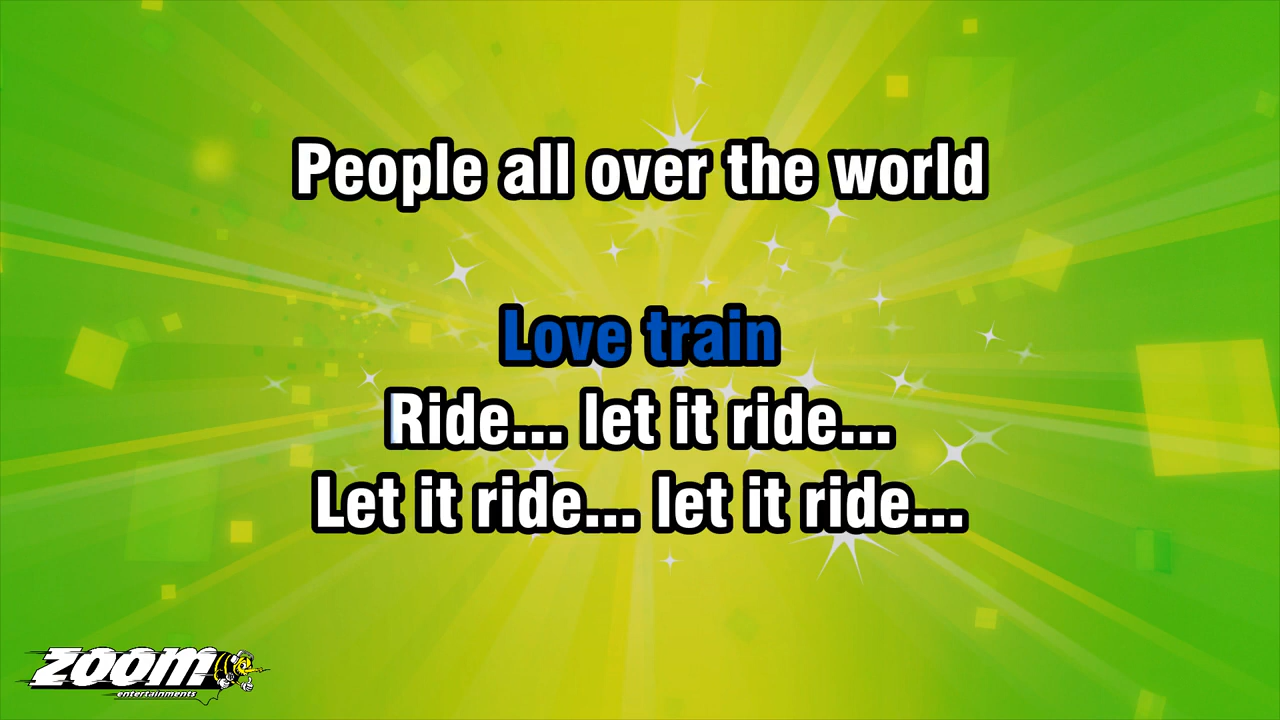 People all over the world
Love train
Ride... let it ride...
Let it ride... let it ride...
zoom
entertainments